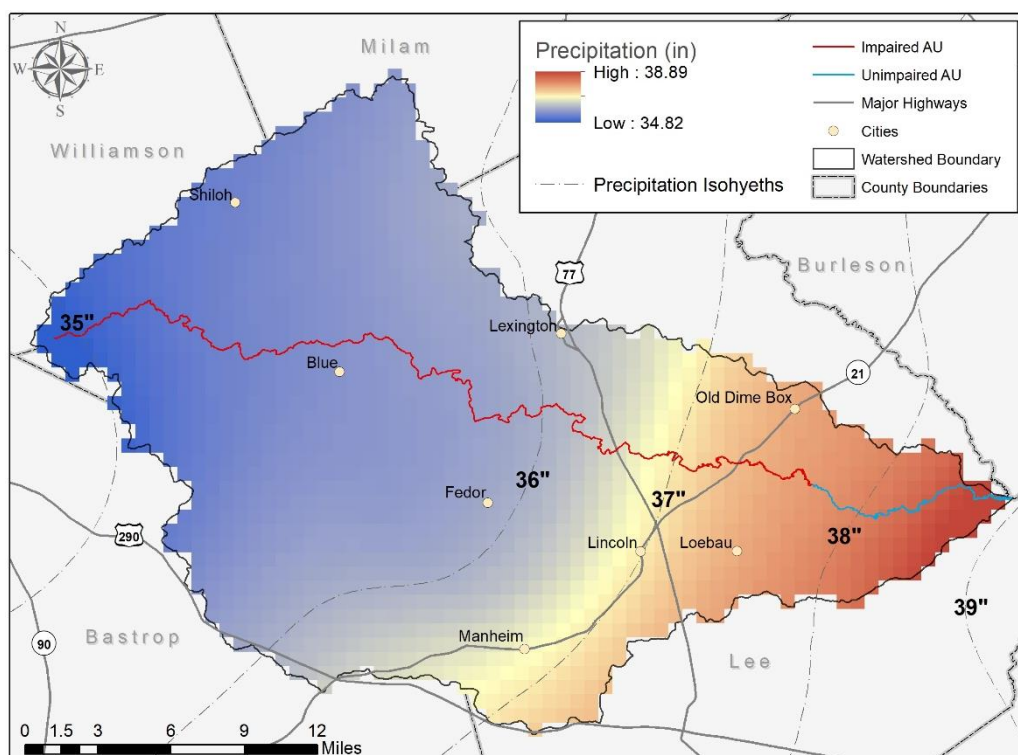 N
W E
S
Milam
Williamson
Burleson
Bastrop
Lee
Precipitation (in)
High : 38.89
Low : 34.82
Precipitation Isohyeths
Impaired AU
Unimpaired AU
Major Highways
Cities
Watershed Boundary
County Boundaries
Shiloh
77
35"
Lexington
Blue
21
Old Dime Box
36"
Fedor
37"
290
38"
Lincoln
Loebau
39"
Manheim
90
0 1.5 3 6 9 12
Miles